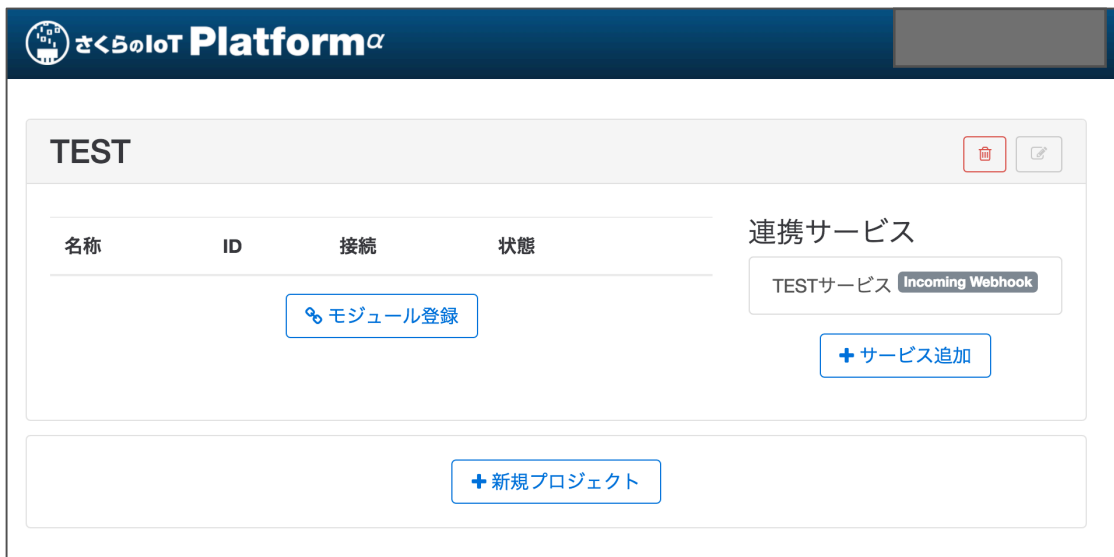 さくらのIoT Platformα
TEST
名称 ID 接続 状態
モジュール登録
連携サービス
TESTサービス Incoming Webhook
サービス追加
新規プロジェクト